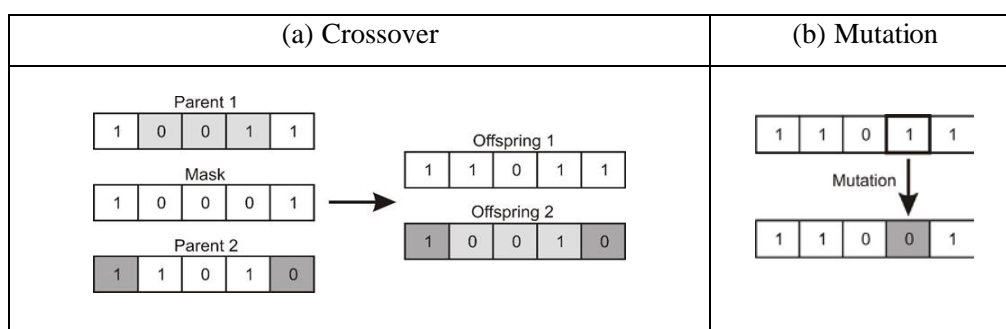 (a) Crossover
(b) Mutation
Parent 1
1 0 0 1 1
Mask
1 0 0 0 1
Parent 2
1 1 0 1 0
Offspring 1
1 1 0 1 1
Offspring 2
1 0 0 1 0
1 1 0 1 1
Mutation
1 1 0 0 1